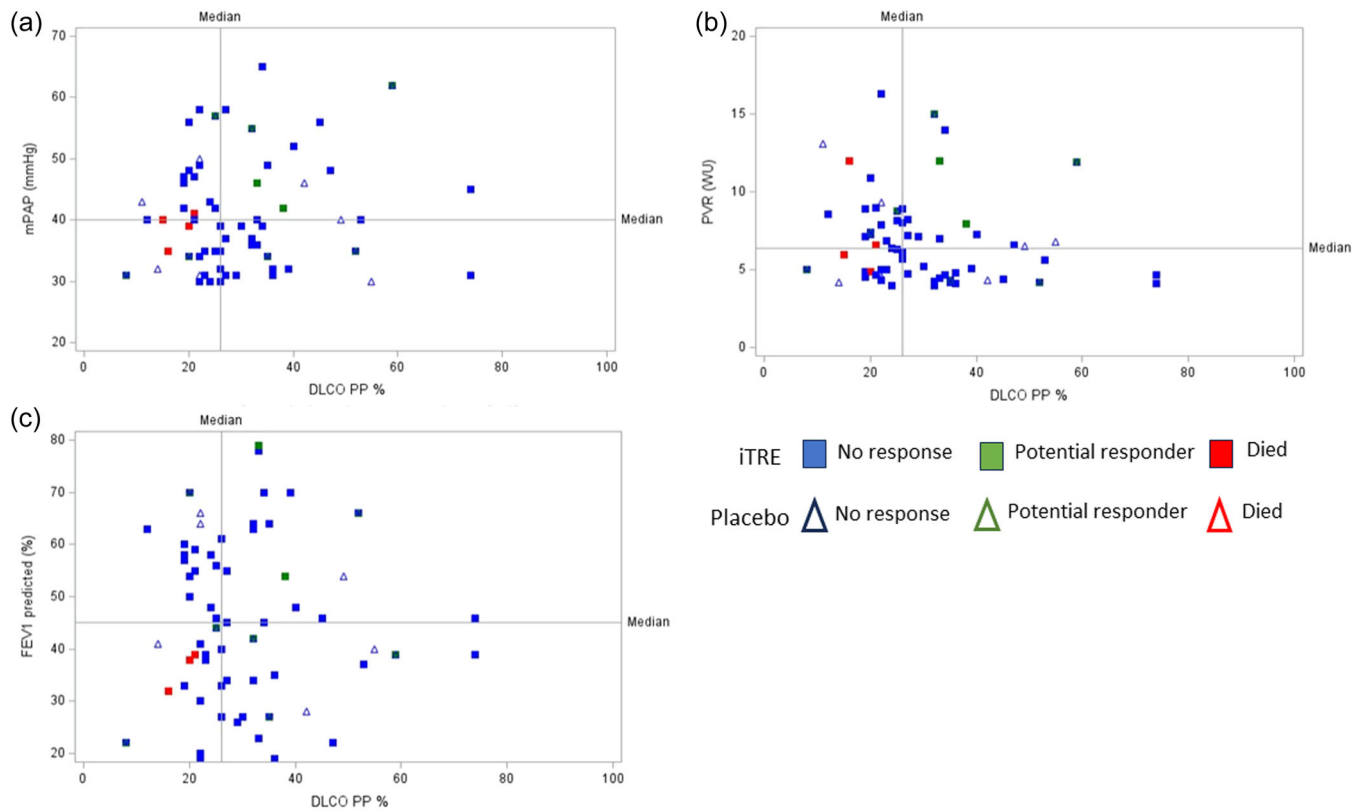 (a)
Median
70
60
50
40
30
20
mPAP (mmHg)
Median
0 20 40 60 80 100
DLCO PP %
(b)
Median
20
15
10
5
0
PVR (WU)
Median
0 20 40 60 80 100
DLCO PP %
(c)
Median
80
70
60
50
40
30
20
FEV1 predicted (%)
Median
0 20 40 60 80 100
DLCO PP %
iTRE No response Potential responder Died
Placebo No response Potential responder Died